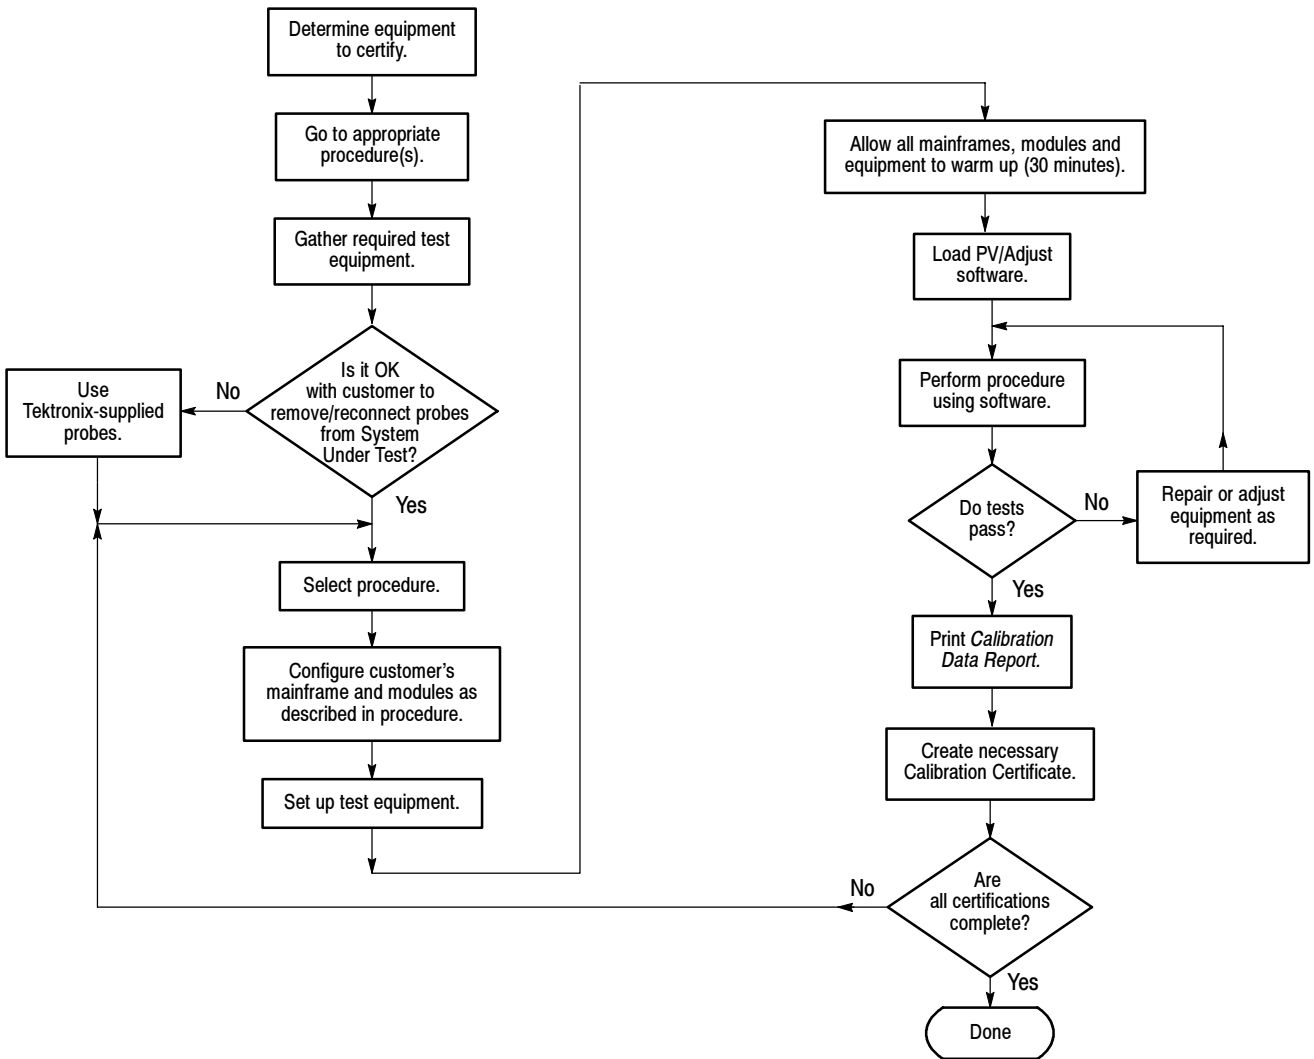 Determine equipment
to certify.
Go to appropriate
procedure(s).
Gather required test
equipment.
Is it OK
with customer to
remove/reconnect probes
from System
Under Test?
No
Use
Tektronix-supplied
probes.
Yes
Select procedure.
Configure customer's
mainframe and modules as
described in procedure.
Set up test equipment.
Allow all mainframes, modules and
equipment to warm up (30 minutes).
Load PV/Adjust
software.
Perform procedure
using software.
Do tests
pass?
No
Repair or adjust
equipment as
required.
Yes
Print Calibration
Data Report.
Create necessary
Calibration Certificate.
Are
all certifications
complete?
No
Yes
Done